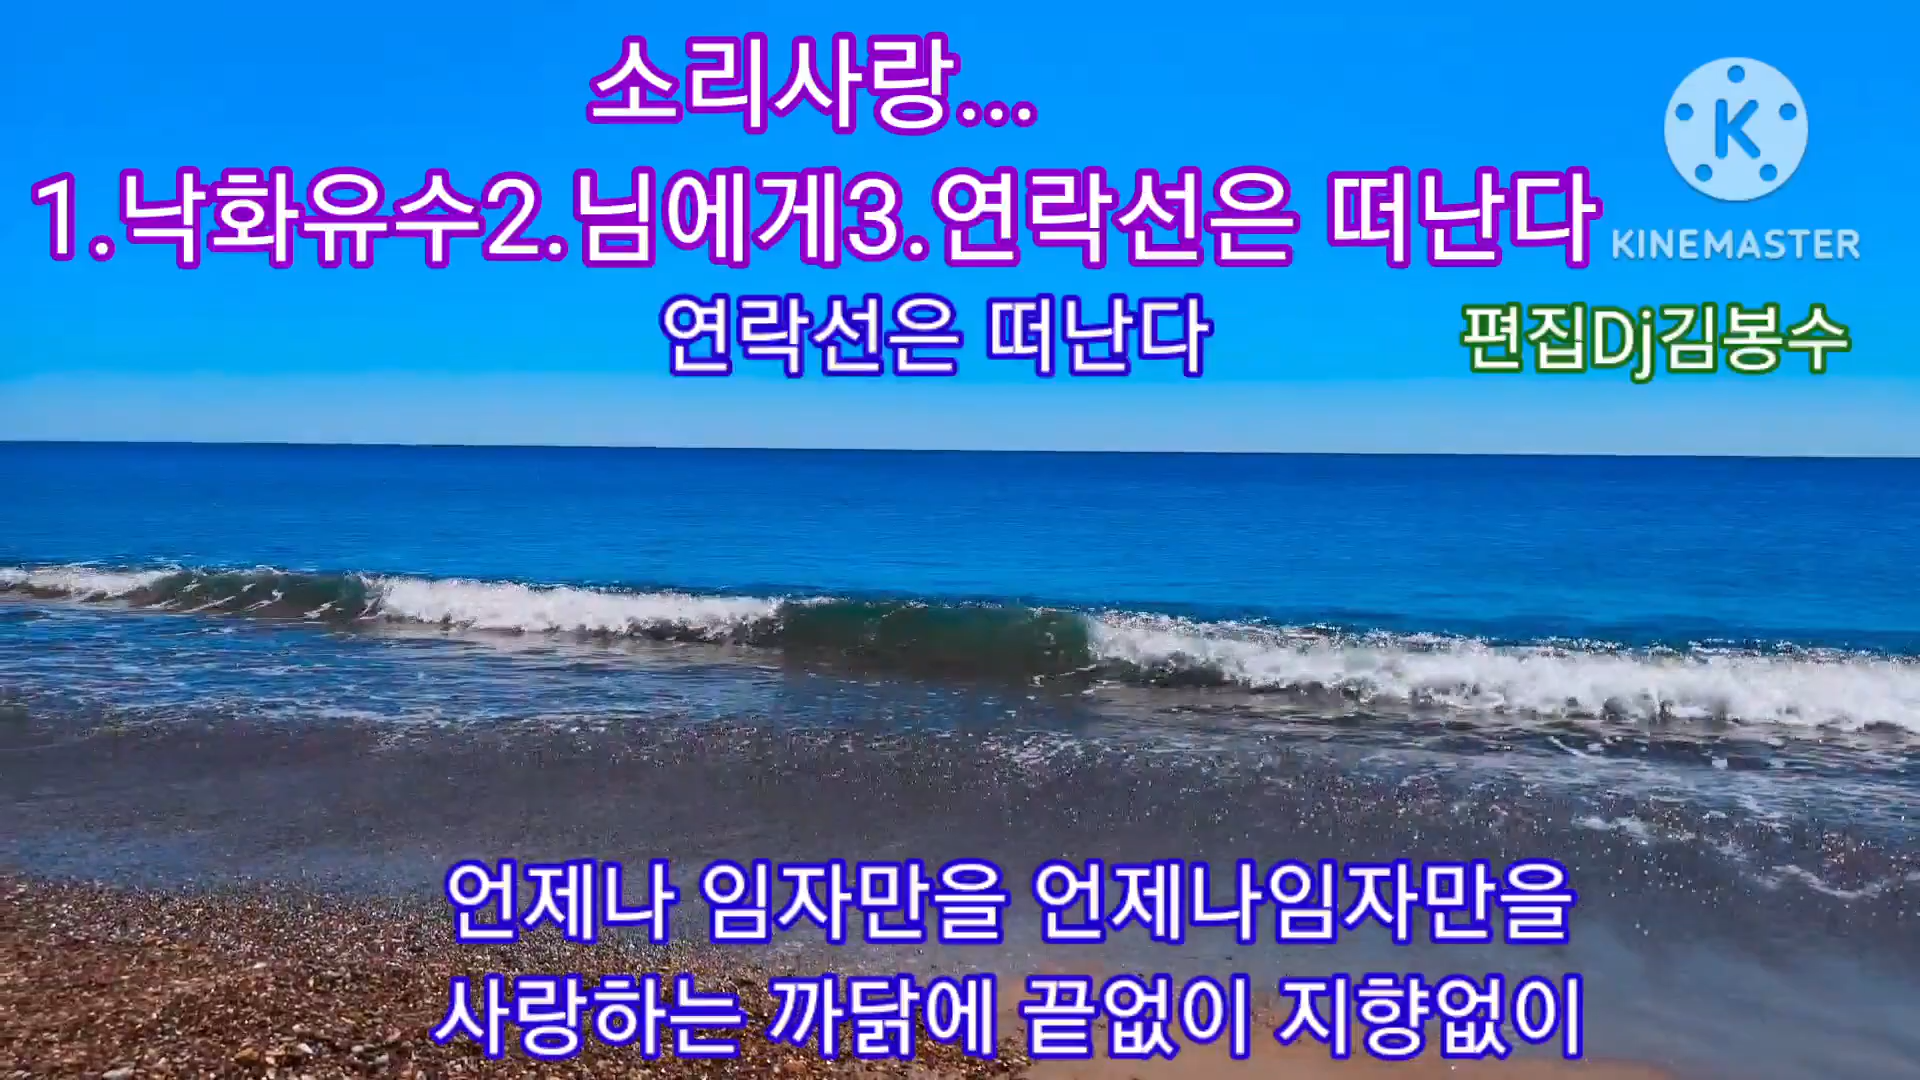 소리사랑...
1.낙화유수2.님에게3.연락선은 떠난다
KINEMASTER
연락선은 떠난다
편집Dj김봉수
언제나 임자만을 언제나임자만을
사랑하는 까닭에 끝없이 지향없이